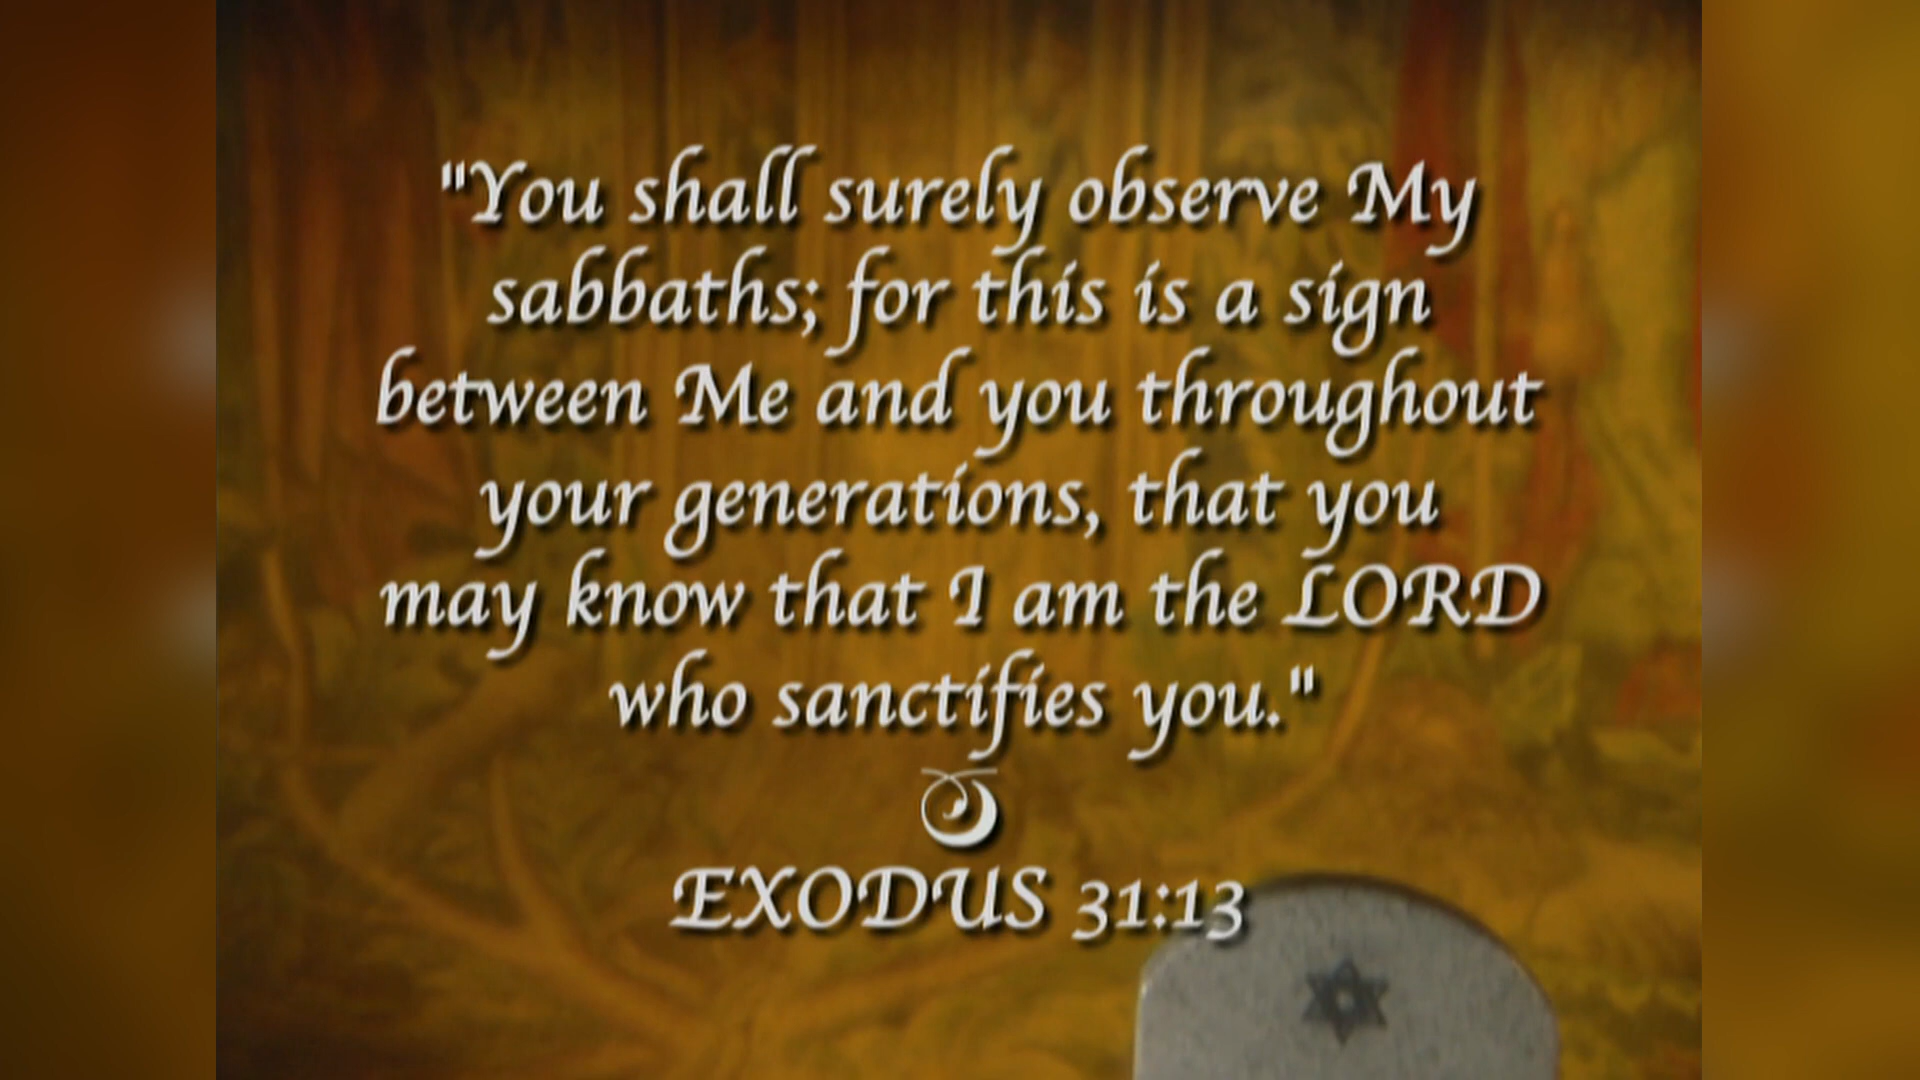 "You shall surely observe My
sabbaths; for this is a sign
between Me and you throughout
your generations, that you
may know that I am the LORD
who sanctifies you."
EXODUS 31:13